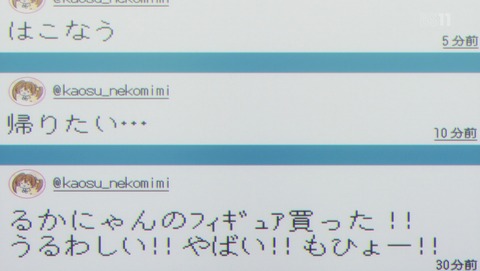 @kaosu_nekomimi
はこなう
5分前
@kaosu_nekomimi
帰りたい…
10分前
@kaosu_nekomimi
るかにゃんのﾌｨｷﾞｭｱ買った !!
うるわしい!! やばい!! もひょー!!
30分前